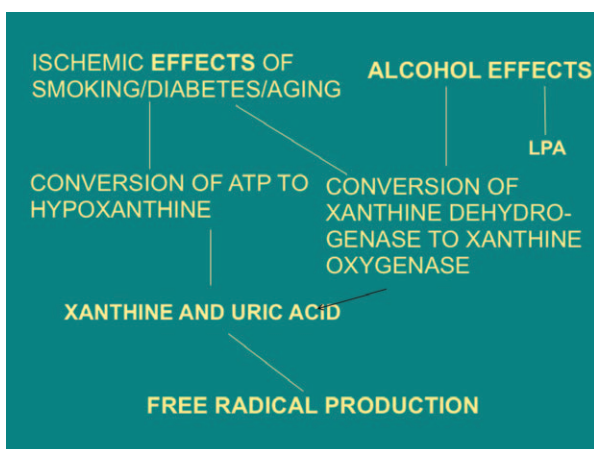 ISCHEMIC EFFECTS OF
SMOKING/DIABETES/AGING
ALCOHOL EFFECTS
LPA
CONVERSION OF ATP TO
HYPOXANTHINE
CONVERSION OF
XANTHINE DEHYDRO-
GENASE TO XANTHINE
OXYGENASE
XANTHINE AND URIC ACID
FREE RADICAL PRODUCTION